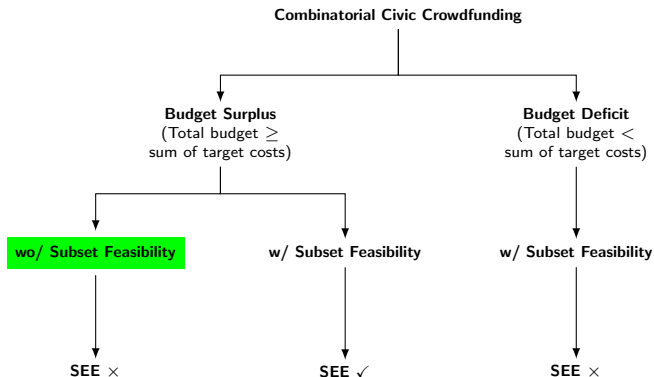 Combinatorial Civic Crowdfunding
Budget Surplus
(Total budget ≥
sum of target costs)
Budget Deficit
(Total budget <
sum of target costs)
wo/ Subset Feasibility
w/ Subset Feasibility
w/ Subset Feasibility
SEE ×
SEE ✓
SEE ×